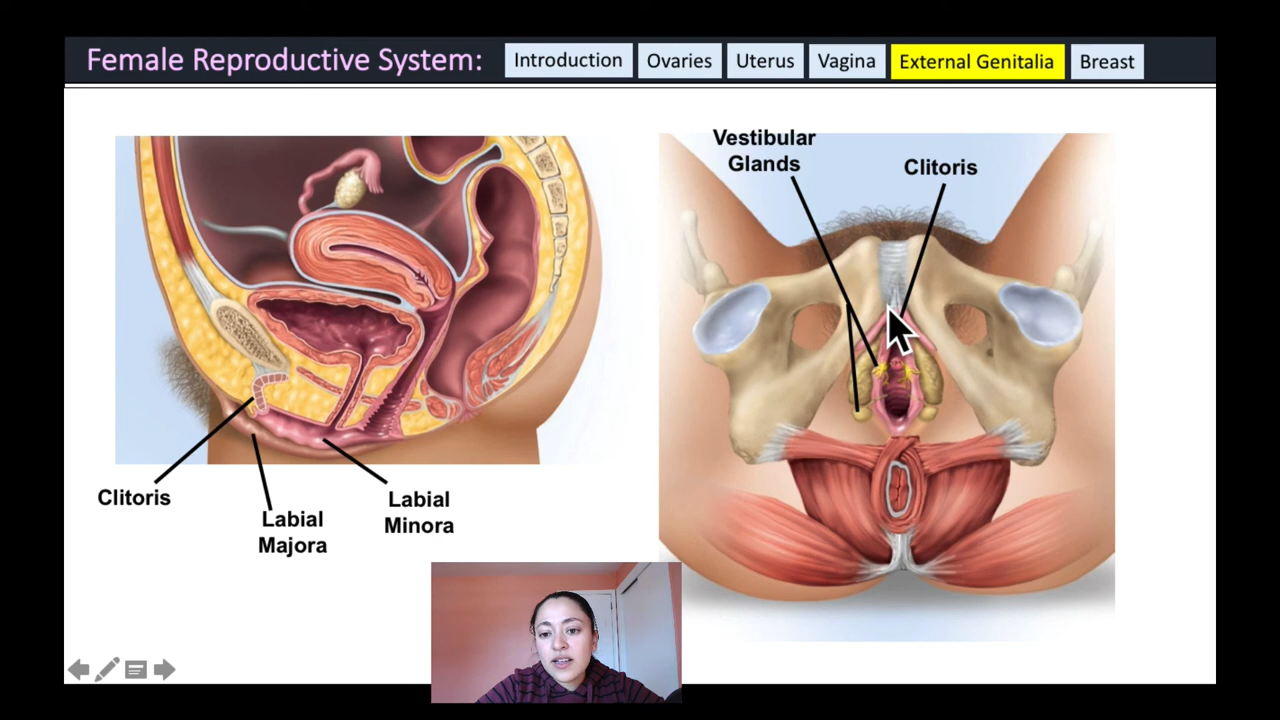 Female Reproductive System: Introduction Ovaries Uterus Vagina External Genitalia Breast
Vestibular
Glands
Clitoris
Clitoris
Labial
Majora
Labial
Minora